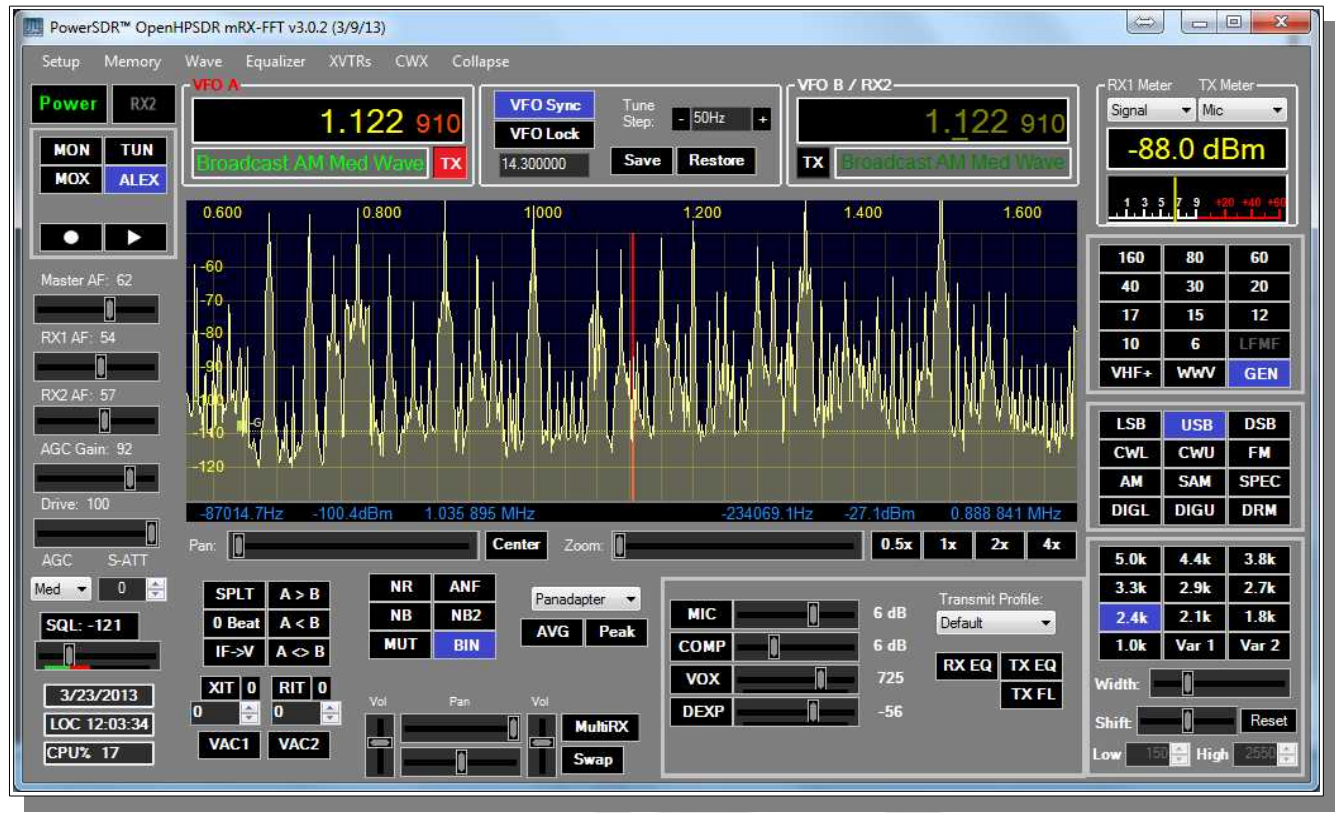 PowerSDR™ OpenHPSDR mRX-FFT v3.0.2 (3/9/13)
Setup Memory Wave Equalizer XVTRs CWX Collapse
Power RX2
MON TUN
MOX ALEX
Master AF: 62
RX1 AF: 54
RX2 AF: 57
AGC Gain: 92
Drive: 100
AGC S-ATT
Med 0
SQL: -121
3/23/2013
LOC 12:03:34
CPU% 17
VFO A
1.122 910
Broadcast AM Med Wave TX
VFO Sync
VFO Lock
14.300000
Tune Step: - 50Hz +
Save Restore
VFO B / RX2
1.122 910
TX Broadcast AM Med Wave
RX1 Meter TX Meter
Signal Mic
-88.0 dBm
1 3 5 7 9 +20 +40 +60
0.600 0.800 1.000 1.200 1.400 1.600
-60
-70
-80
-90
-100
-G
-110
-120
-87014.7Hz -100.4dBm 1.035 895 MHz -234069.1Hz -27.1dBm 0.888 841 MHz
Pan: Center Zoom: 0.5x 1x 2x 4x
SPLT A > B
0 Beat A < B
IF->V A <> B
XIT 0 RIT 0
0 0
VAC1 VAC2
NR ANF
NB NB2
MUT BIN
Panadapter
AVG Peak
Vol Pan Vol
MultiRX
Swap
MIC 6 dB
COMP 6 dB
VOX 725
DEXP -56
Transmit Profile:
Default
RX EQ TX EQ
TX FL
160 80 60
40 30 20
17 15 12
10 6 LFMF
VHF+ WWV GEN
LSB USB DSB
CWL CWU FM
AM SAM SPEC
DIGL DIGU DRM
5.0k 4.4k 3.8k
3.3k 2.9k 2.7k
2.4k 2.1k 1.8k
1.0k Var 1 Var 2
Width:
Shift: Reset
Low 150 High 2550